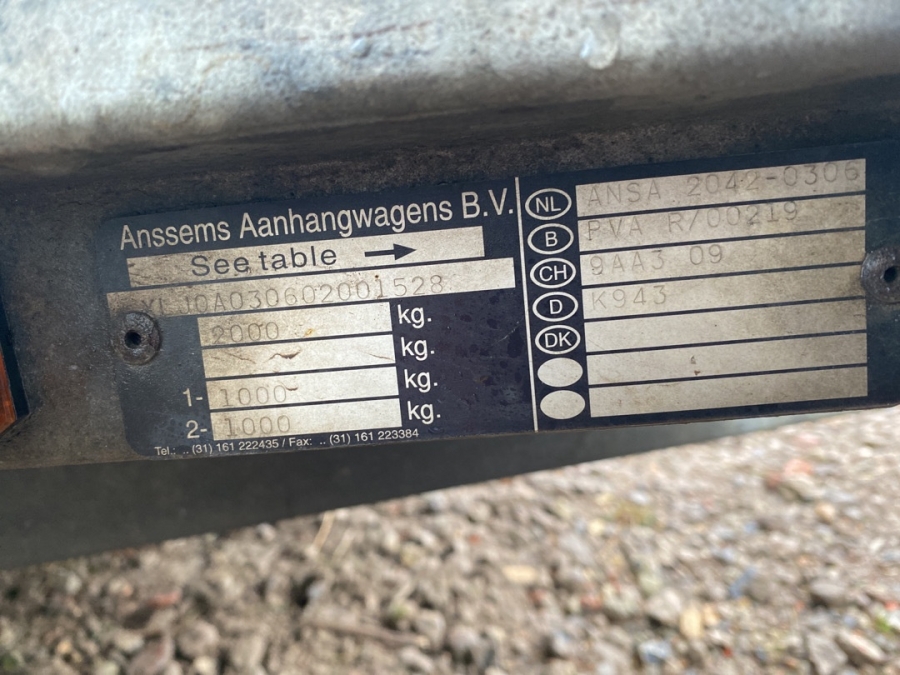 Anssems Aanhangwagens B.V.
See table →
10A030602001528
2000 kg.
kg.
1- 1000 kg.
2- 1000 kg.
Tel.: .. (31) 161 222435 / Fax: .. (31) 161 223384
NL ANSA 2042-0306
B PVA R/00219
CH 9AA3 09
D K943
DK